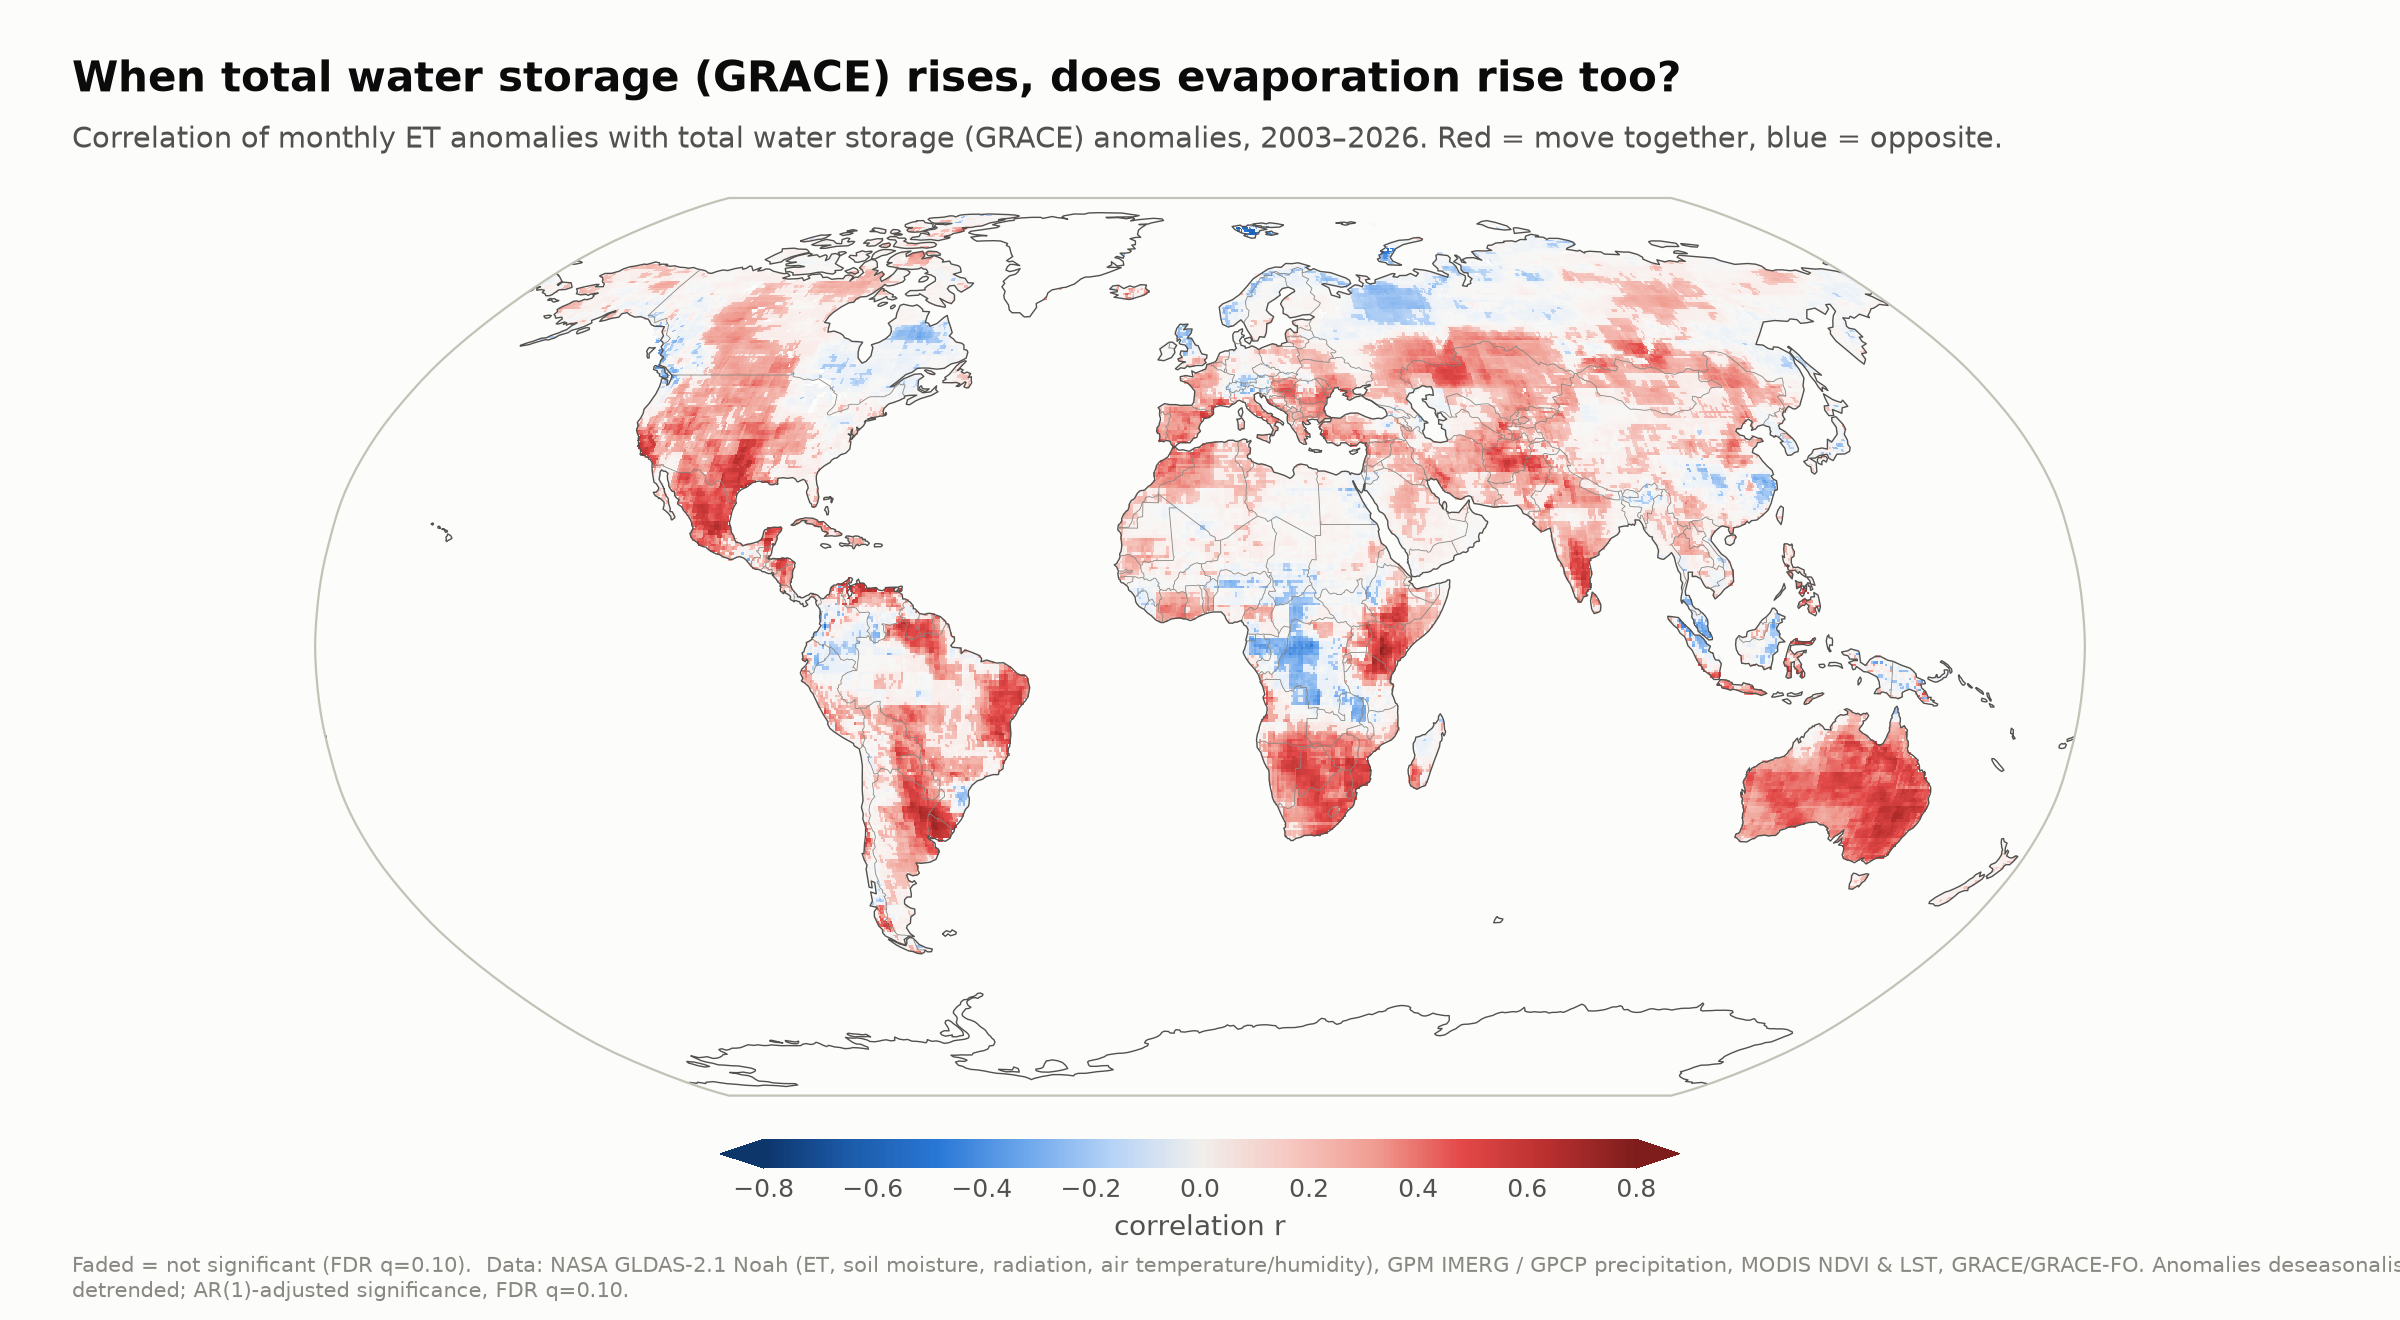 When total water storage (GRACE) rises, does evaporation rise too?
Correlation of monthly ET anomalies with total water storage (GRACE) anomalies, 2003–2026. Red = move together, blue = opposite.
−0.8 −0.6 −0.4 −0.2 0.0 0.2 0.4 0.6 0.8
correlation r
Faded = not significant (FDR q=0.10).  Data: NASA GLDAS-2.1 Noah (ET, soil moisture, radiation, air temperature/humidity), GPM IMERG / GPCP precipitation, MODIS NDVI & LST, GRACE/GRACE-FO. Anomalies deseasonalis
detrended; AR(1)-adjusted significance, FDR q=0.10.